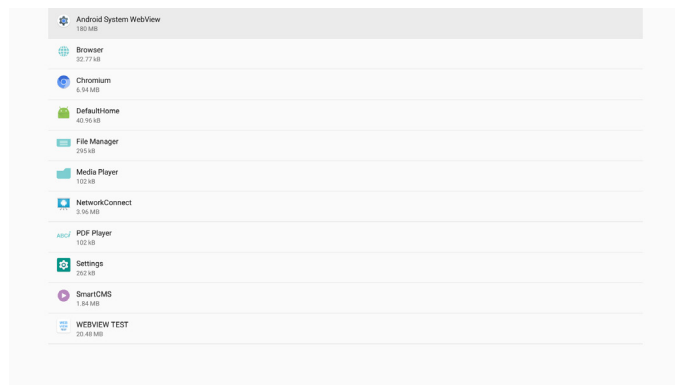 Android System WebView
180 MB
Browser
32.77 kB
Chromium
6.94 MB
DefaultHome
40.96 kB
File Manager
295 kB
Media Player
102 kB
NetworkConnect
3.96 MB
PDF Player
102 kB
Settings
262 kB
SmartCMS
1.84 MB
WEBVIEW TEST
20.48 MB